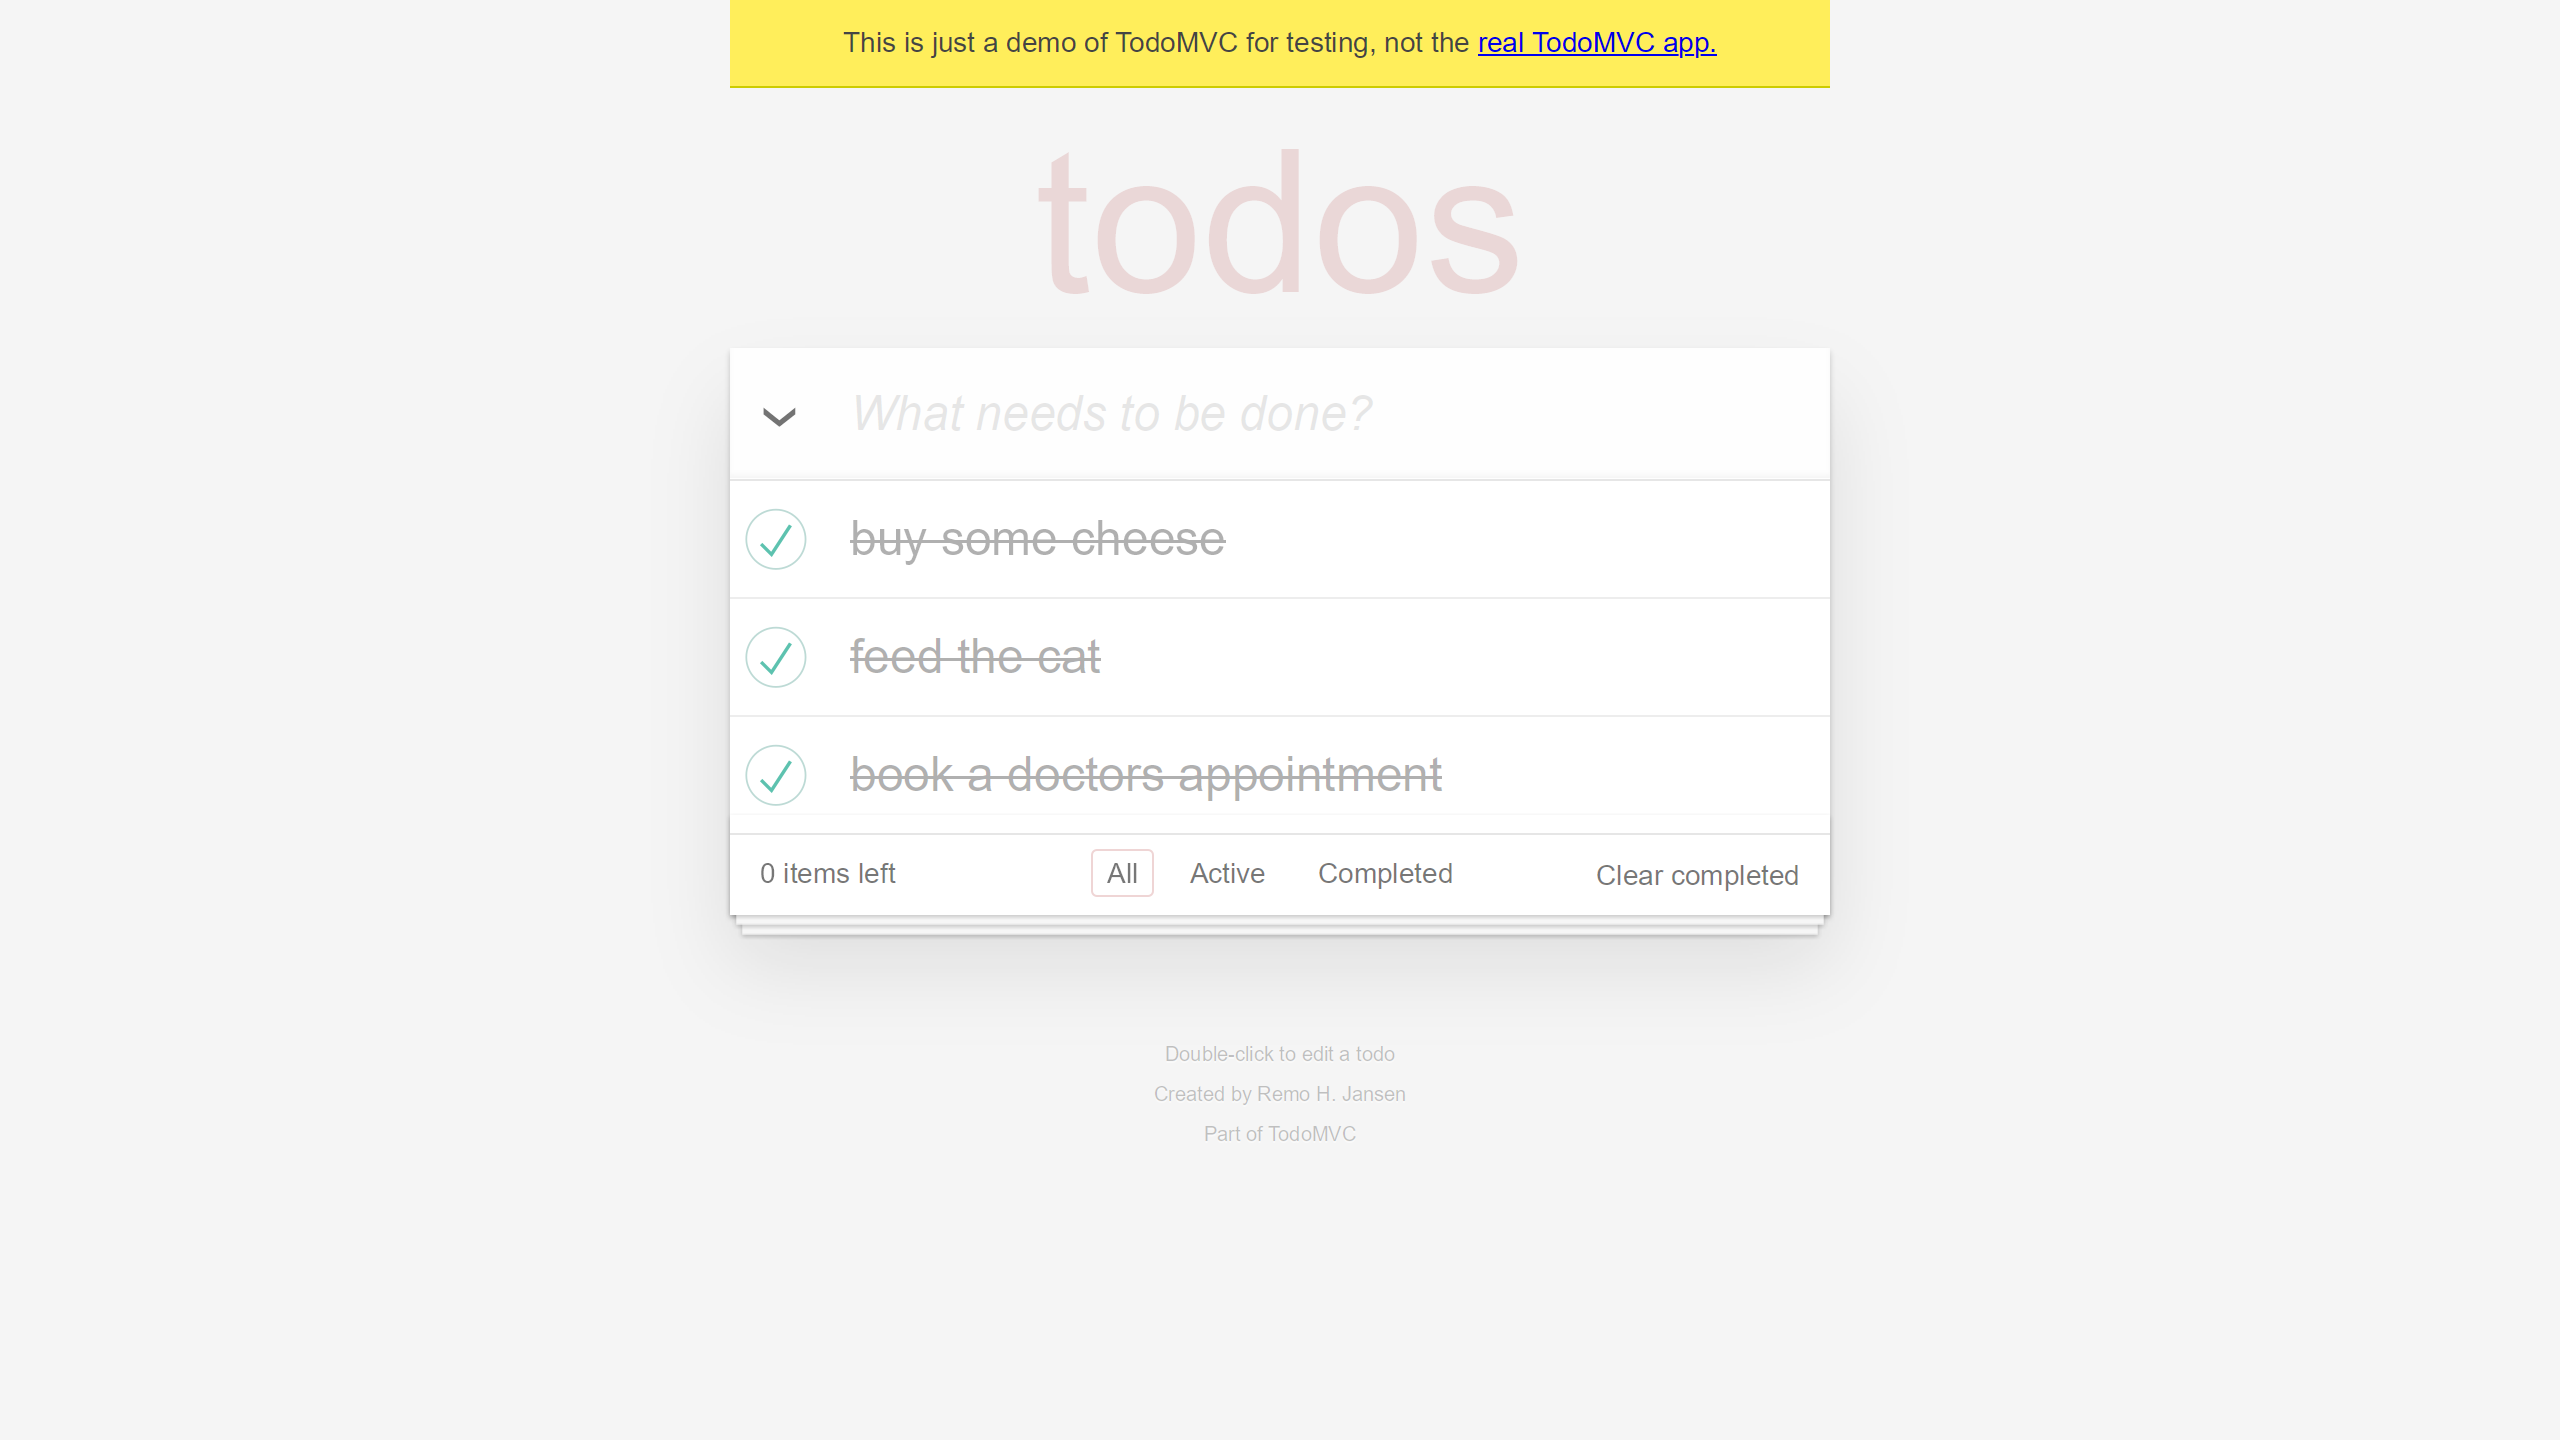 This is just a demo of TodoMVC for testing, not the real TodoMVC app.
todos
What needs to be done?
buy some cheese
feed the cat
book a doctors appointment
0 items left All Active Completed Clear completed
Double-click to edit a todo
Created by Remo H. Jansen
Part of TodoMVC